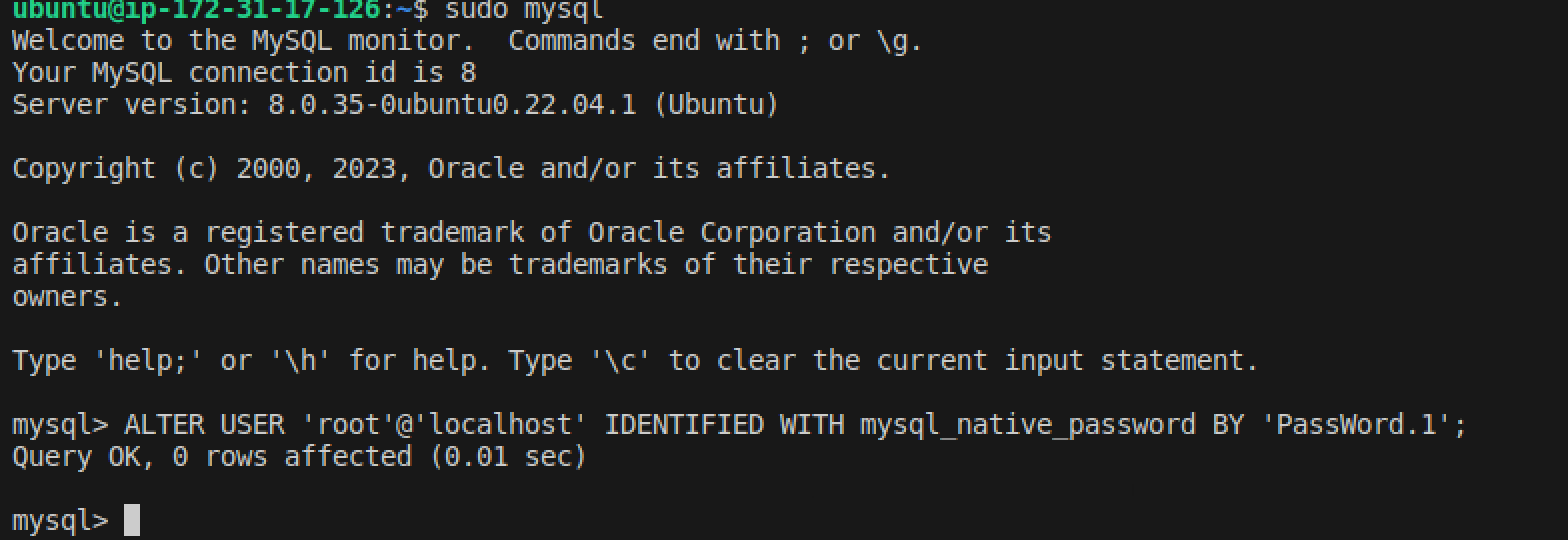 ubuntu@ip-172-31-17-126:~$ sudo mysql
Welcome to the MySQL monitor.  Commands end with ; or \g.
Your MySQL connection id is 8
Server version: 8.0.35-0ubuntu0.22.04.1 (Ubuntu)
Copyright (c) 2000, 2023, Oracle and/or its affiliates.
Oracle is a registered trademark of Oracle Corporation and/or its
affiliates. Other names may be trademarks of their respective
owners.
Type 'help;' or '\h' for help. Type '\c' to clear the current input statement.
mysql> ALTER USER 'root'@'localhost' IDENTIFIED WITH mysql_native_password BY 'PassWord.1';
Query OK, 0 rows affected (0.01 sec)
mysql>